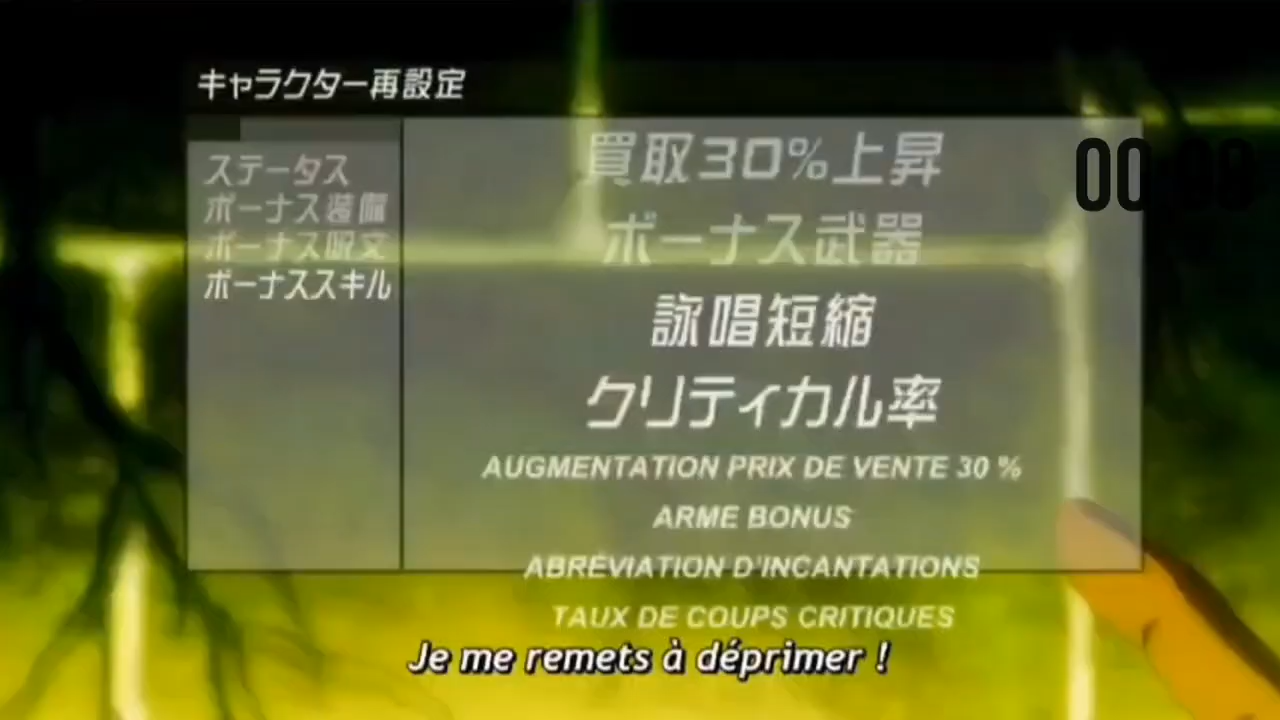 キャラクター再設定
ステータス
ボーナス装備
ボーナス呪文
ボーナススキル
買取30%上昇
ボーナス武器
詠唱短縮
クリティカル率
00
AUGMENTATION PRIX DE VENTE 30 %
ARME BONUS
ABRÉVIATION D'INCANTATIONS
TAUX DE COUPS CRITIQUES
Je me remets à déprimer !